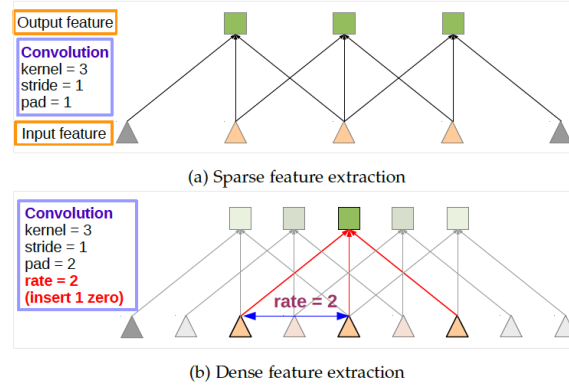 Output feature
Convolution
kernel = 3
stride = 1
pad = 1
Input feature
(a) Sparse feature extraction
Convolution
kernel = 3
stride = 1
pad = 2
rate = 2
(insert 1 zero)
rate = 2
(b) Dense feature extraction